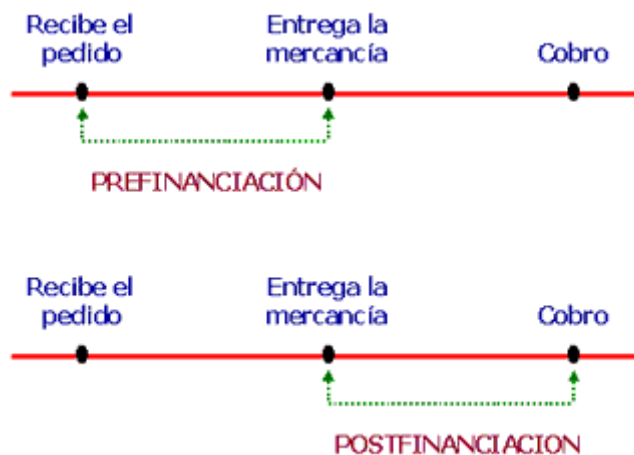 Recibe el Entrega la
pedido mercancía Cobro
PREFINANCIACIÓN
Recibe el Entrega la
pedido mercancía Cobro
POSTFINANCIACION